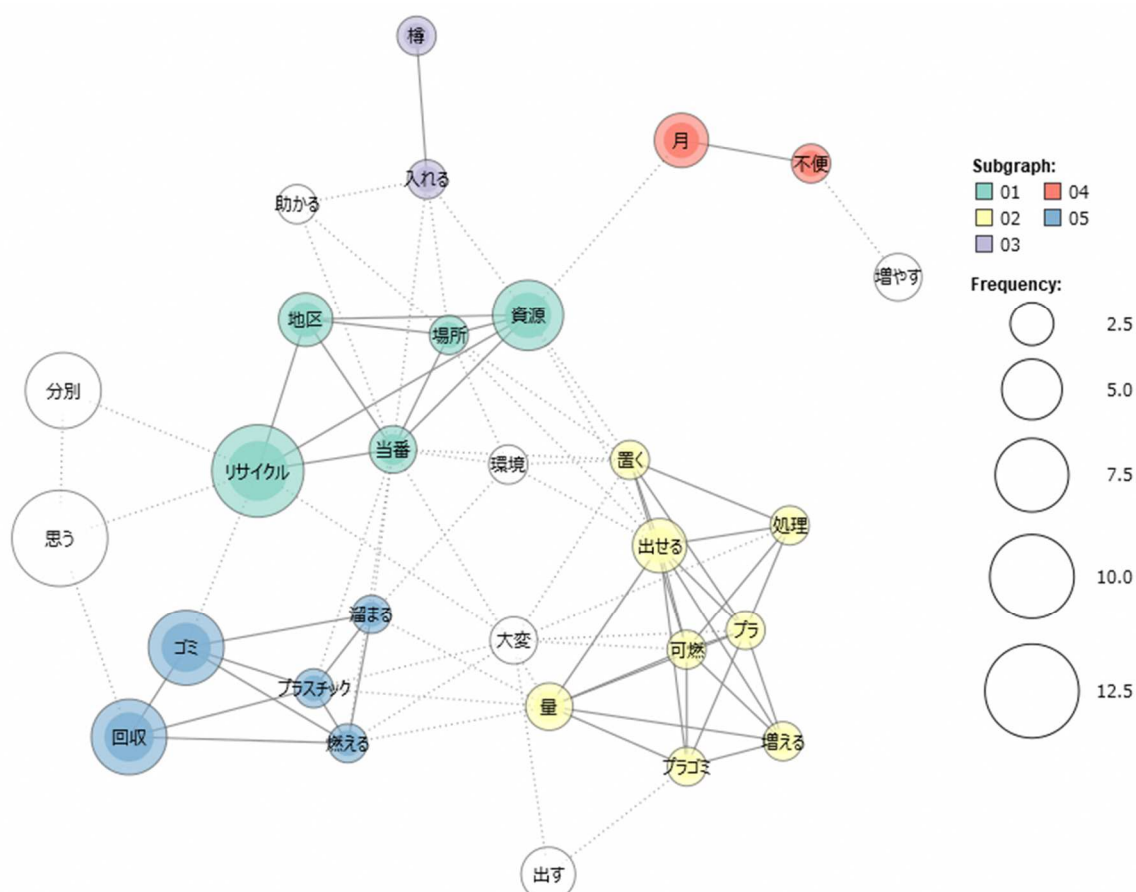 樽
月
不便
入れる
助かる
増やす
地区
場所
資源
分別
リサイクル
当番
環境
置く
思う
出せる
処理
溜まる
ゴミ
大変
プラ
可燃
プラスチック
量
回収
燃える
増える
プラゴミ
出す
Subgraph:
01
04
02
05
03
Frequency:
2.5
5.0
7.5
10.0
12.5